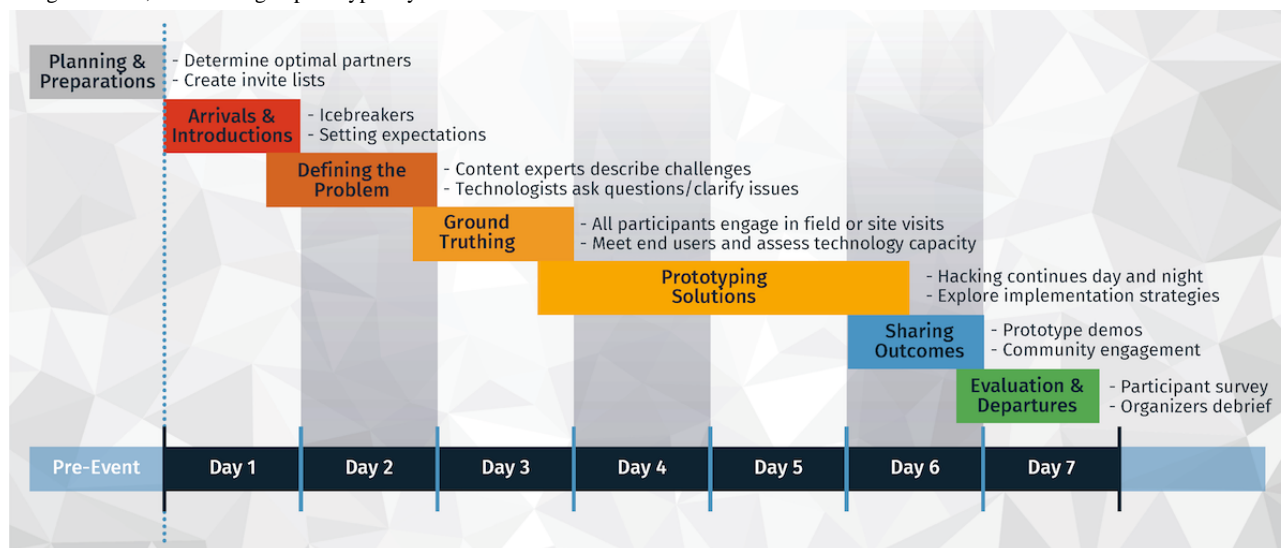 Planning &
Preparations
- Determine optimal partners
- Create invite lists
Arrivals &
Introductions
- Icebreakers
- Setting expectations
Defining the
Problem
- Content experts describe challenges
- Technologists ask questions/clarify issues
Ground
Truthing
- All participants engage in field or site visits
- Meet end users and assess technology capacity
Prototyping
Solutions
- Hacking continues day and night
- Explore implementation strategies
Sharing
Outcomes
- Prototype demos
- Community engagement
Evaluation &
Departures
- Participant survey
- Organizers debrief
Pre-Event
Day 1
Day 2
Day 3
Day 4
Day 5
Day 6
Day 7